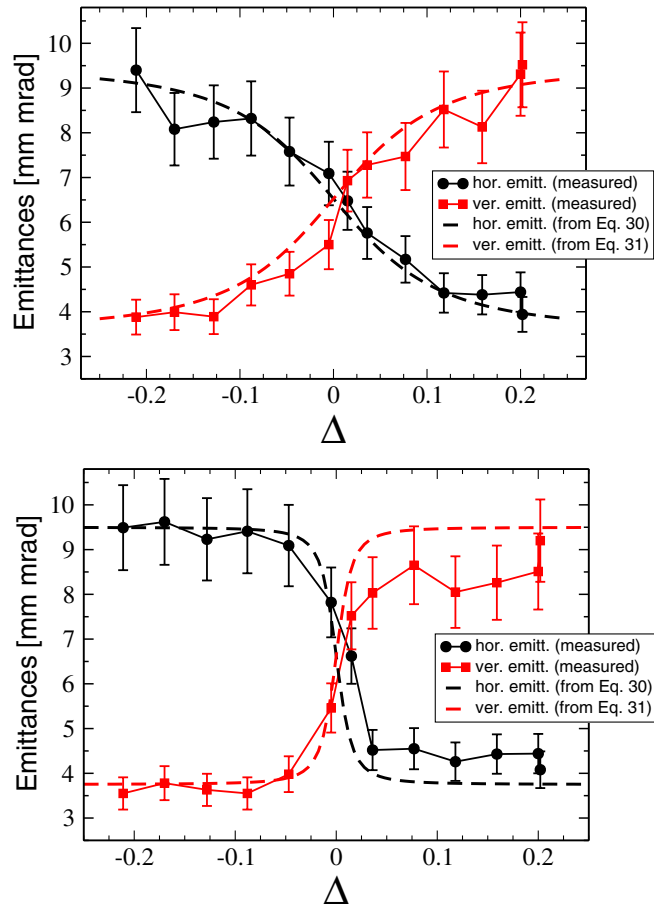 10
9
8
7
6
5
4
3
Emittances [mm mrad]
hor. emitt. (measured)
ver. emitt. (measured)
hor. emitt. (from Eq. 30)
ver. emitt. (from Eq. 31)
-0.2 -0.1 0 0.1 0.2
Δ
10
9
8
7
6
5
4
3
Emittances [mm mrad]
hor. emitt. (measured)
ver. emitt. (measured)
hor. emitt. (from Eq. 30)
ver. emitt. (from Eq. 31)
-0.2 -0.1 0 0.1 0.2
Δ